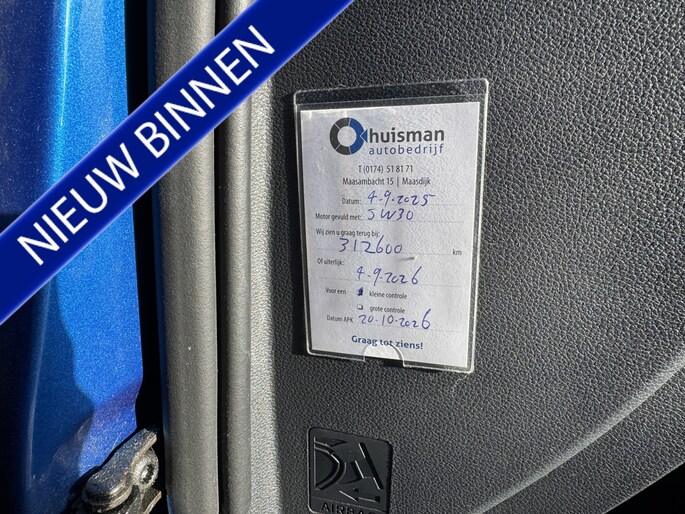 NIEUW BINNEN
huisman
autobedrijf
T (0174) 51 81 71
Maasambacht 15 | Maasdijk
Datum: 4-9-2025
Motor gevuld met: 5W30
Wij zien u graag terug bij:
312600 km
Of uiterlijk: 4-9-2026
Voor een kleine controle
grote controle
Datum APK 20-10-2026
Graag tot ziens!
AIRBAG